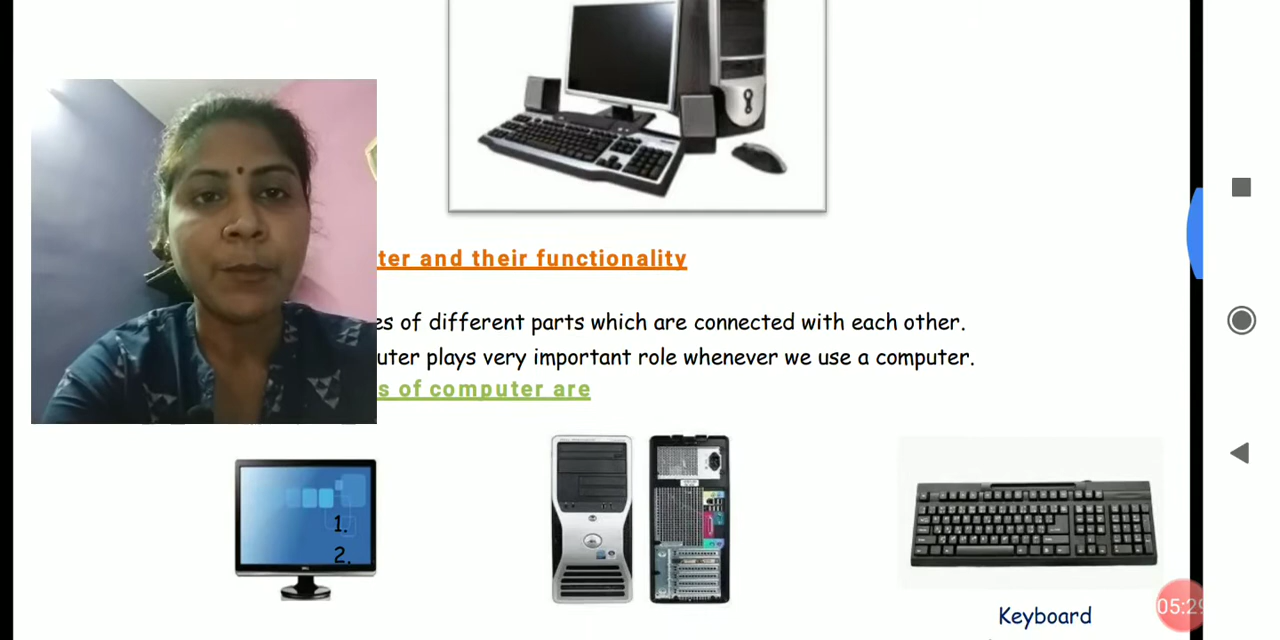 ter and their functionality
es of different parts which are connected with each other.
uter plays very important role whenever we use a computer.
s of computer are
1.
2.
Keyboard
05:29